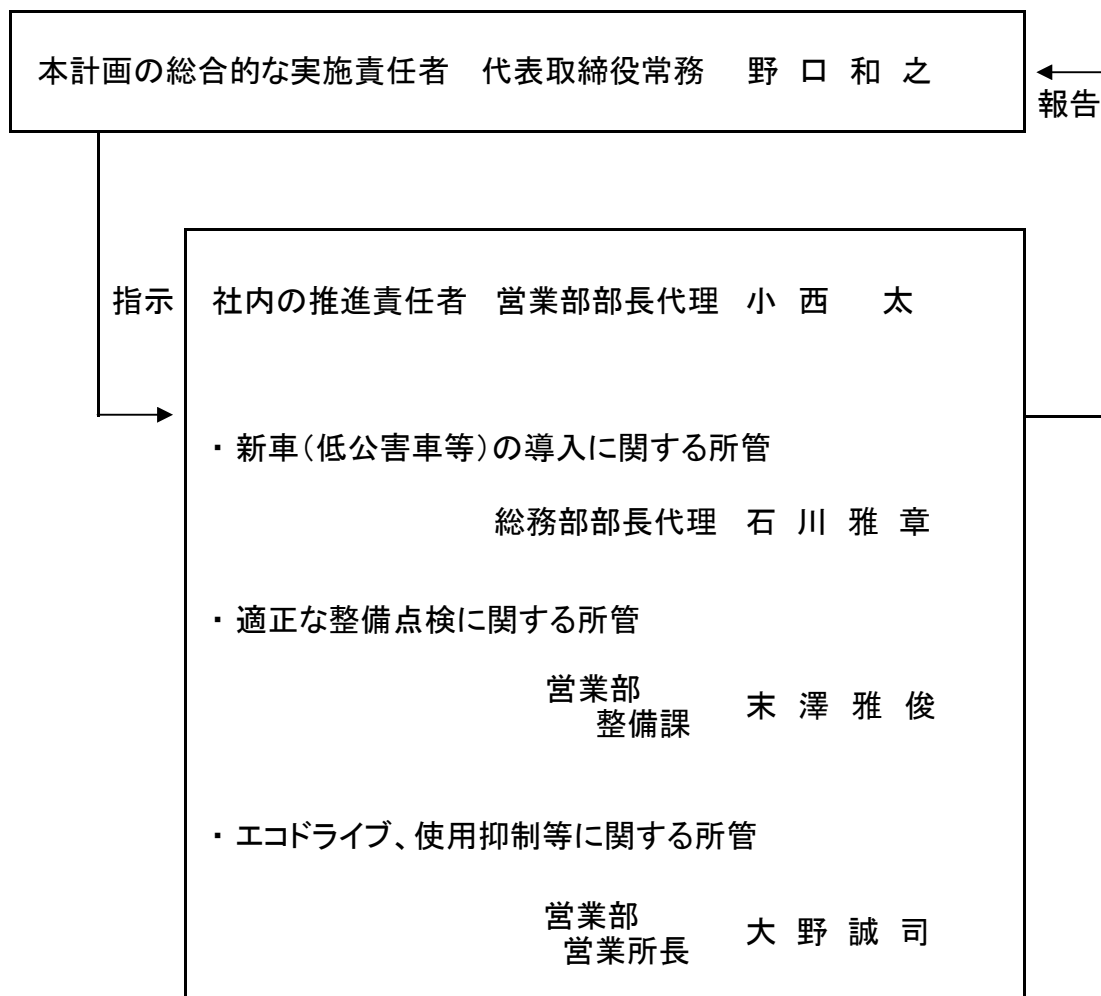 本計画の総合的な実施責任者　代表取締役常務　野 口 和 之
報告
指示
社内の推進責任者　営業部部長代理　小 西　太
・ 新車（低公害車等）の導入に関する所管
総務部部長代理　石 川 雅 章
・ 適正な整備点検に関する所管
営業部
整備課　末 澤 雅 俊
・ エコドライブ、使用抑制等に関する所管
営業部
営業所長　大 野 誠 司